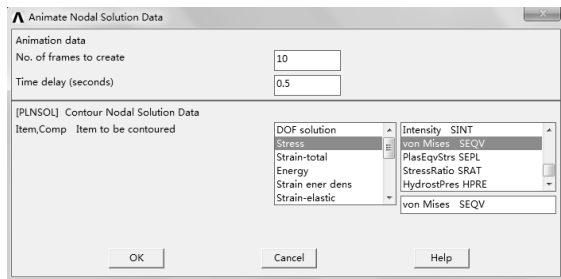 Animate Nodal Solution Data
Animation data
No. of frames to create 10
Time delay (seconds) 0.5
[PLNSOL] Contour Nodal Solution Data
Item,Comp Item to be contoured
DOF solution
Stress
Strain-total
Energy
Strain ener dens
Strain-elastic
Intensity SINT
von Mises SEQV
PlasEqvStrs SEPL
StressRatio SRAT
HydrostPres HPRE
von Mises SEQV
OK Cancel Help